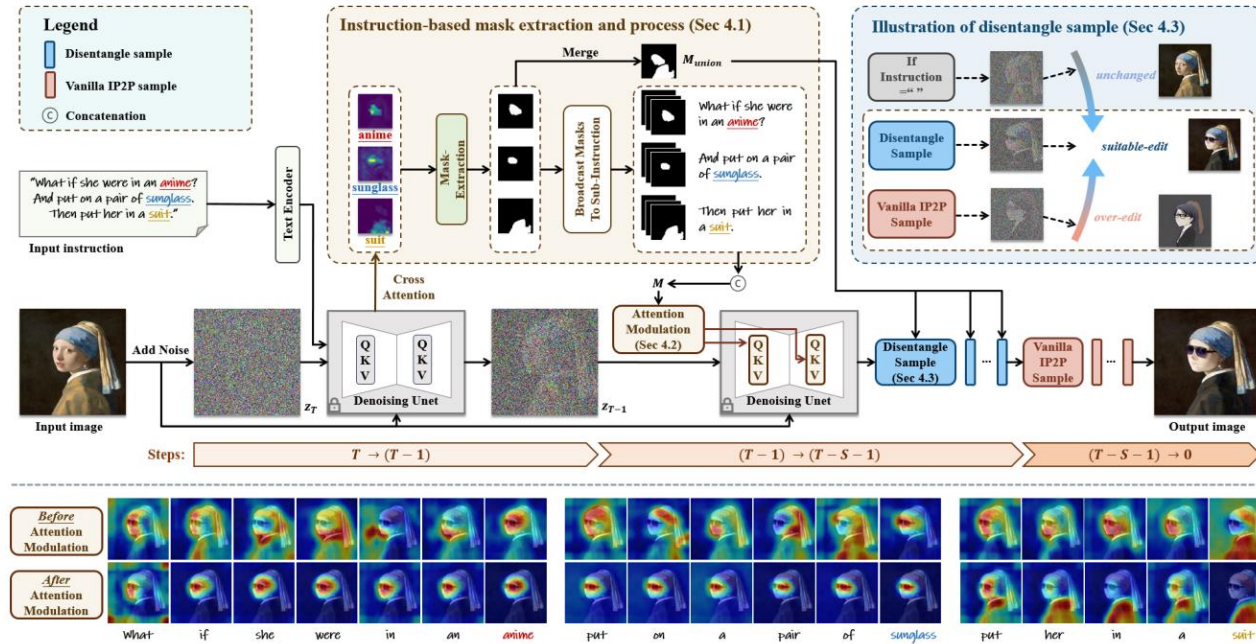 Legend
Disentangle sample
Vanilla IP2P sample
C Concatenation
"What if she were in an anime?
And put on a pair of sunglass.
Then put her in a suit."
Input instruction
Text Encoder
Instruction-based mask extraction and process (Sec 4.1)
Merge
M_union
anime
sunglass
suit
Mask-
Extraction
Broadcast Masks
To Sub-Instruction
What if she were
in an anime?
And put on a pair
of sunglass.
Then put her in
a suit.
Cross
Attention
Illustration of disentangle sample (Sec 4.3)
If
Instruction
=“ ”
unchanged
Disentangle
Sample
suitable-edit
Vanilla IP2P
Sample
over-edit
Input image
Add Noise
z_T
Q
K
V
Q
K
V
Denoising Unet
z_{T-1}
M
C
Attention
Modulation
(Sec 4.2)
Q
K
V
Q
K
V
Denoising Unet
Disentangle
Sample
(Sec 4.3)
...
Vanilla
IP2P
Sample
...
Output image
Steps:
T → (T − 1)
(T − 1) → (T − S − 1)
(T − S − 1) → 0
Before
Attention
Modulation
After
Attention
Modulation
What if she were in an anime
put on a pair of sunglass
put her in a suit